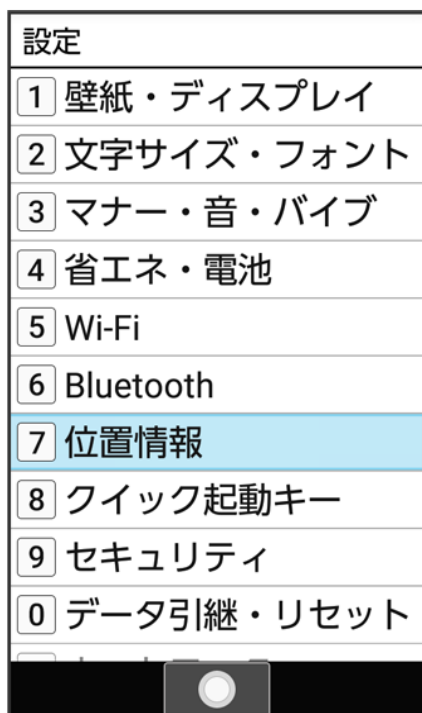 設定
1 壁紙・ディスプレイ
2 文字サイズ・フォント
3 マナー・音・バイブ
4 省エネ・電池
5 Wi-Fi
6 Bluetooth
7 位置情報
8 クイック起動キー
9 セキュリティ
0 データ引継・リセット